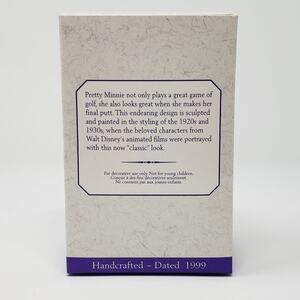 Pretty Minnie not only plays a great game of
golf, she also looks great when she makes her
final putt. This endearing design is sculpted
and painted in the styling of the 1920s and
1930s, when the beloved characters from
Walt Disney's animated films were portrayed
with this now "classic" look.
For decorative use only Not for young children.
Conçue à des fins décoratives seulement.
Ne convient pas aux jeunes enfants.
Handcrafted – Dated 1999